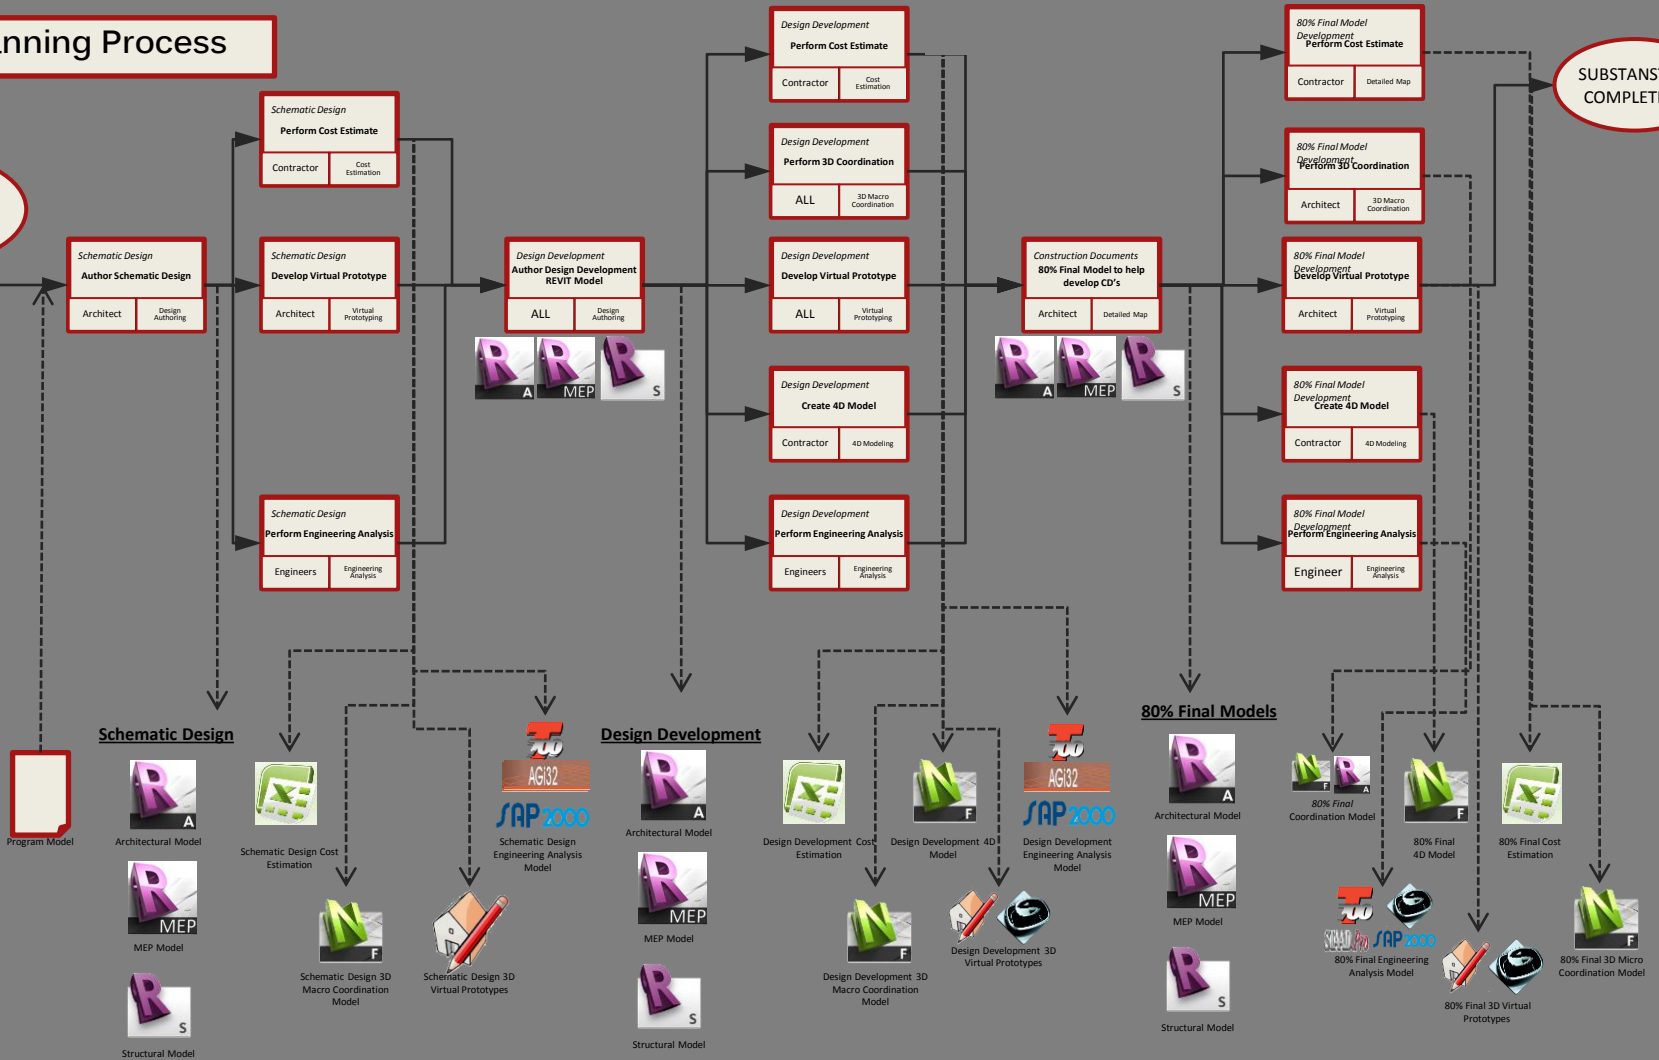 nning Process
Schematic Design
Author Schematic Design
Architect
Design
Authoring
Schematic Design
Perform Cost Estimate
Contractor
Cost
Estimation
Schematic Design
Develop Virtual Prototype
Architect
Virtual
Prototyping
Schematic Design
Perform Engineering Analysis
Engineers
Engineering
Analysis
Design Development
Author Design Development
REVIT Model
ALL
Design
Authoring
R
A
R
MEP
R
S
Design Development
Perform Cost Estimate
Contractor
Cost
Estimation
Design Development
Perform 3D Coordination
ALL
3D Macro
Coordination
Design Development
Develop Virtual Prototype
ALL
Virtual
Prototyping
Design Development
Create 4D Model
Contractor
4D Modeling
Design Development
Perform Engineering Analysis
Engineers
Engineering
Analysis
Construction Documents
80% Final Model to help
develop CD's
Architect
Detailed Map
R
A
R
MEP
R
S
80% Final Model
Development
Perform Cost Estimate
Contractor
Detailed Map
80% Final Model
Development
Perform 3D Coordination
Architect
3D Macro
Coordination
80% Final Model
Development
Develop Virtual Prototype
Architect
Virtual
Prototyping
80% Final Model
Development
Create 4D Model
Contractor
4D Modeling
80% Final Model
Development
Perform Engineering Analysis
Engineer
Engineering
Analysis
SUBSTANST
COMPLET
Program Model
Schematic Design
R
A
Architectural Model
R
MEP
MEP Model
R
S
Structural Model
X
Schematic Design Cost
Estimation
N
F
Schematic Design 3D
Macro Coordination
Model
Schematic Design 3D
Virtual Prototypes
T
700
AGi32
SAP2000
Schematic Design
Engineering Analysis
Model
Design Development
R
A
Architectural Model
R
MEP
MEP Model
R
S
Structural Model
X
Design Development Cost
Estimation
N
F
Design Development 3D
Macro Coordination
Model
N
F
Design Development 4D
Model
S
Design Development 3D
Virtual Prototypes
T
700
AGi32
SAP2000
Design Development
Engineering Analysis
Model
80% Final Models
R
A
Architectural Model
R
MEP
MEP Model
R
S
Structural Model
N
F
R
A
80% Final
Coordination Model
T
700
S
STAAD.Pro
SAP2000
80% Final Engineering
Analysis Model
N
F
80% Final
4D Model
S
80% Final 3D Virtual
Prototypes
X
80% Final Cost
Estimation
N
F
80% Final 3D Micro
Coordination Model